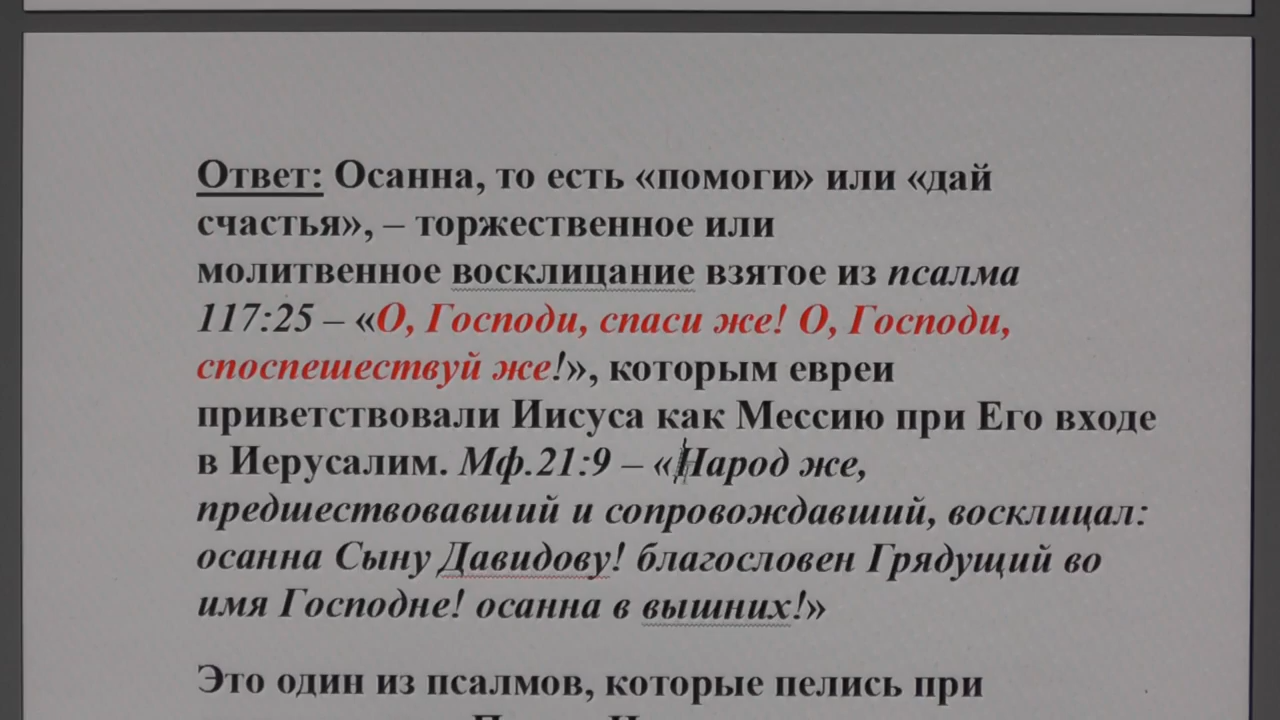 Ответ: Осанна, то есть «помоги» или «дай
счастья», – торжественное или
молитвенное восклицание взятое из псалма
117:25 – «О, Господи, спаси же! О, Господи,
споспешествуй же!», которым евреи
приветствовали Иисуса как Мессию при Его входе
в Иерусалим. Мф.21:9 – «Народ же,
предшествовавший и сопровождавший, восклицал:
осанна Сыну Давидову! благословен Грядущий во
имя Господне! осанна в вышних!»
Это один из псалмов, которые пелись при